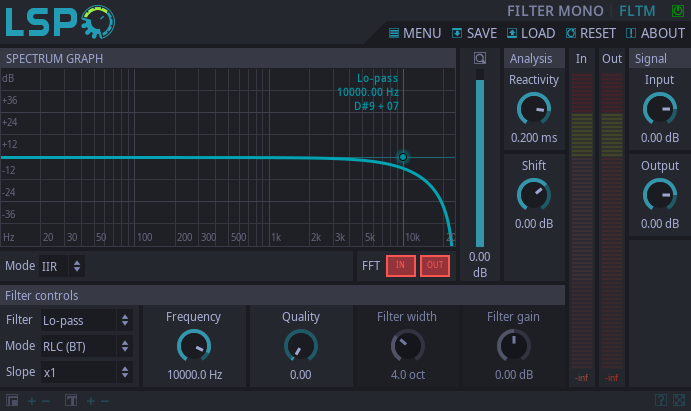 LSP
FILTER MONO FLTM
MENU SAVE LOAD RESET ABOUT
SPECTRUM GRAPH
Analysis In Out Signal
dB
+36
+24
+12
-12
-24
-36
Hz 20 30 50 100 200 300 500 1k 2k 3k 5k 10k 20
Lo-pass
10000.00 Hz
D#9 + 07
0.00
dB
Reactivity
0.200 ms
Shift
0.00 dB
-inf -inf
Input
0.00 dB
Output
0.00 dB
Mode IIR
FFT IN OUT
Filter controls
Filter Lo-pass
Mode RLC (BT)
Slope x1
Frequency
10000.0 Hz
Quality
0.00
Filter width
4.0 oct
Filter gain
0.00 dB